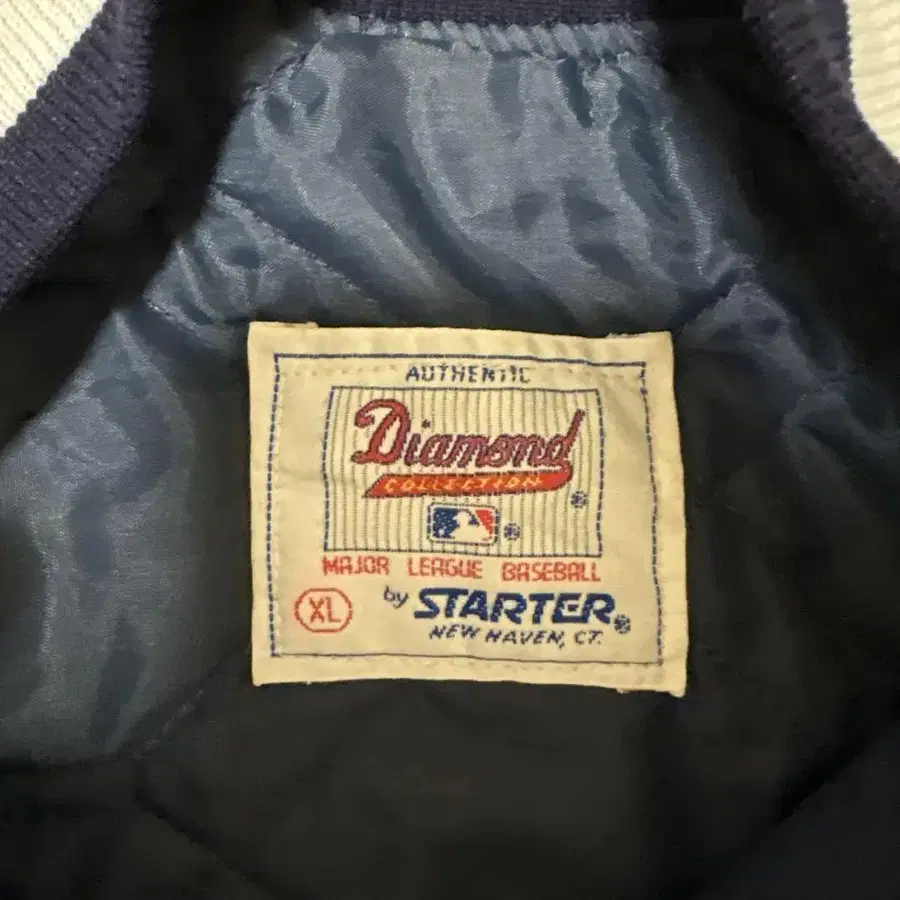 AUTHENTIC
Diamond
COLLECTION ®
®
MAJOR LEAGUE BASEBALL
XL by STARTER®
NEW HAVEN, CT.